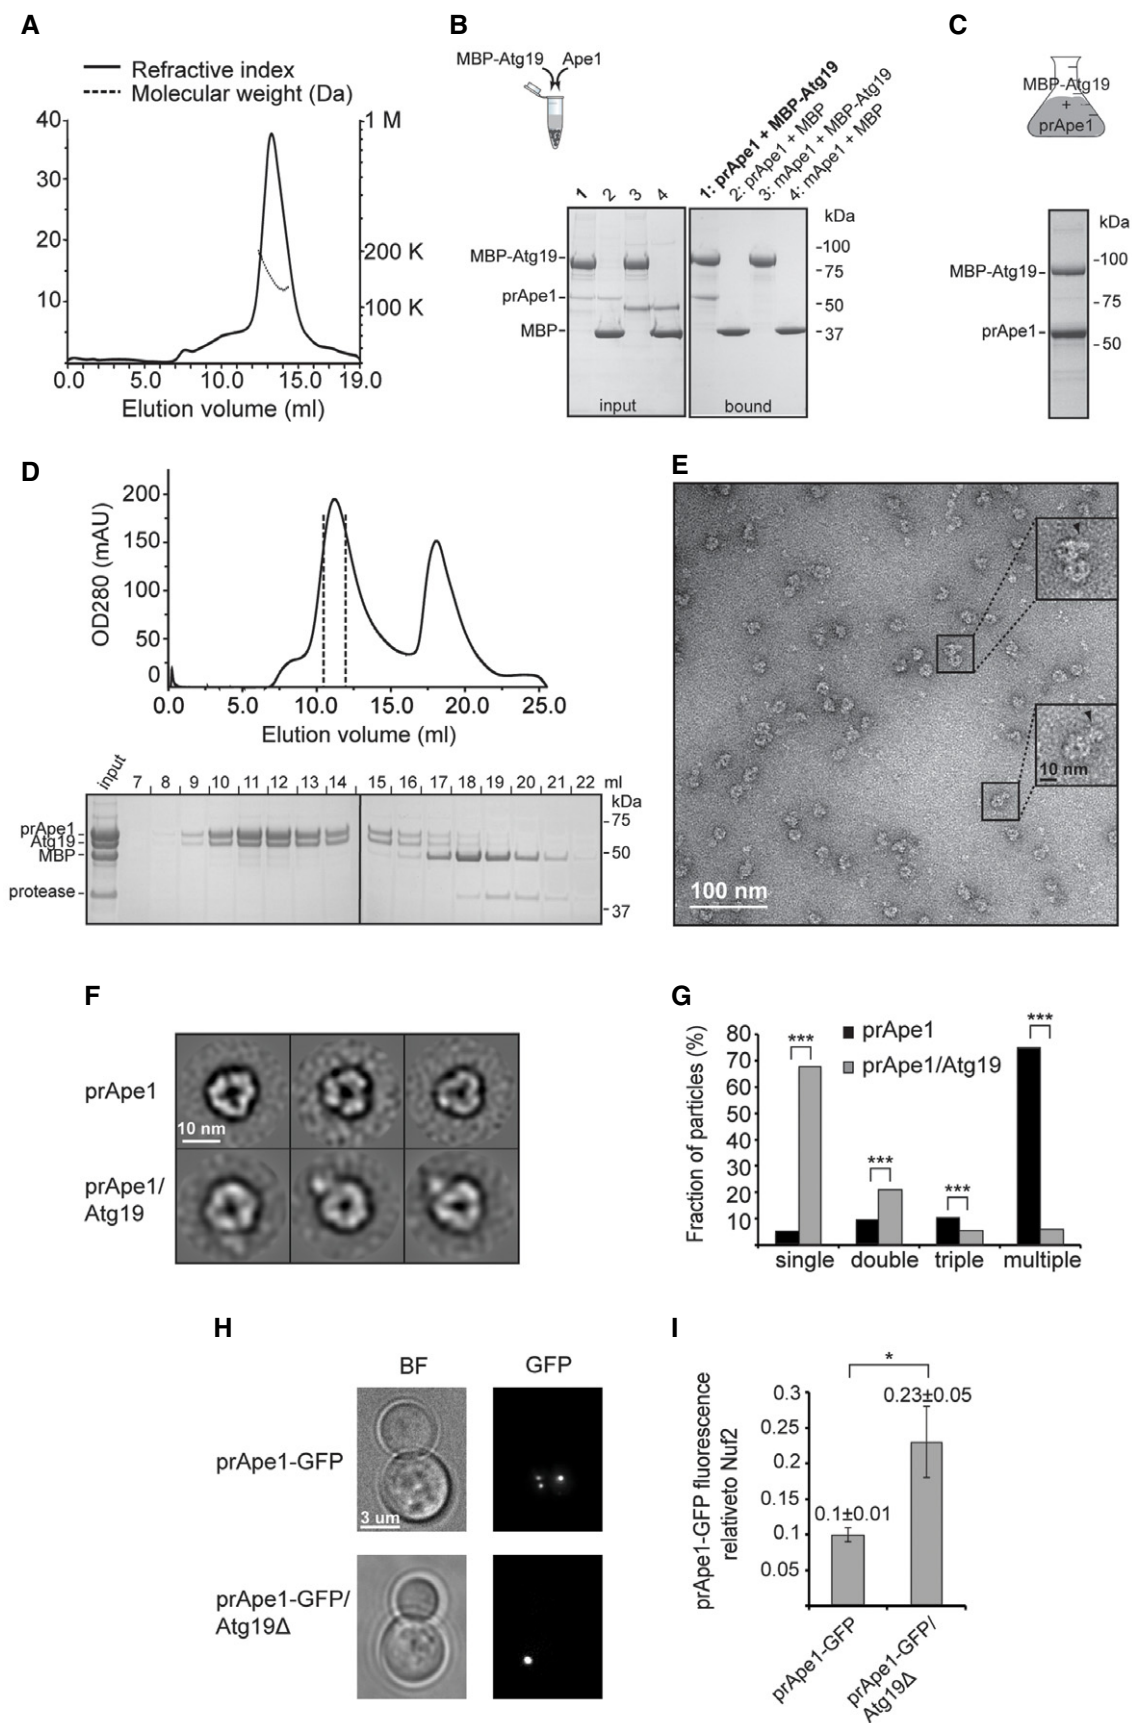 A
Refractive index
Molecular weight (Da)
40
30
20
10
1 M
200 K
100 K
0.0 5.0 10.0 15.0 19.0
Elution volume (ml)
B
MBP-Atg19 Ape1
1: prApe1 + MBP-Atg19
2: prApe1 + MBP
3: mApe1 + MBP-Atg19
4: mApe1 + MBP
1 2 3 4
kDa
MBP-Atg19
prApe1
MBP
-100
-75
-50
-37
input
bound
C
MBP-Atg19
+
prApe1
kDa
MBP-Atg19
prApe1
-100
-75
-50
D
OD280 (mAU)
200
150
100
50
0
0.0 5.0 10.0 15.0 20.0 25.0
Elution volume (ml)
input 7 8 9 10 11 12 13 14 15 16 17 18 19 20 21 22 ml
kDa
prApe1
Atg19
MBP
protease
-75
-50
-37
E
10 nm
100 nm
F
prApe1
10 nm
prApe1/
Atg19
G
Fraction of particles (%)
80
70
60
50
40
30
20
10
prApe1
prApe1/Atg19
***
***
***
***
single double triple multiple
H
BF GFP
prApe1-GFP
3 um
prApe1-GFP/
Atg19Δ
I
prApe1-GFP fluorescence
relativeto Nuf2
0.3
0.25
0.2
0.15
0.1
0.05
*
0.23±0.05
0.1±0.01
prApe1-GFP
prApe1-GFP/
Atg19Δ